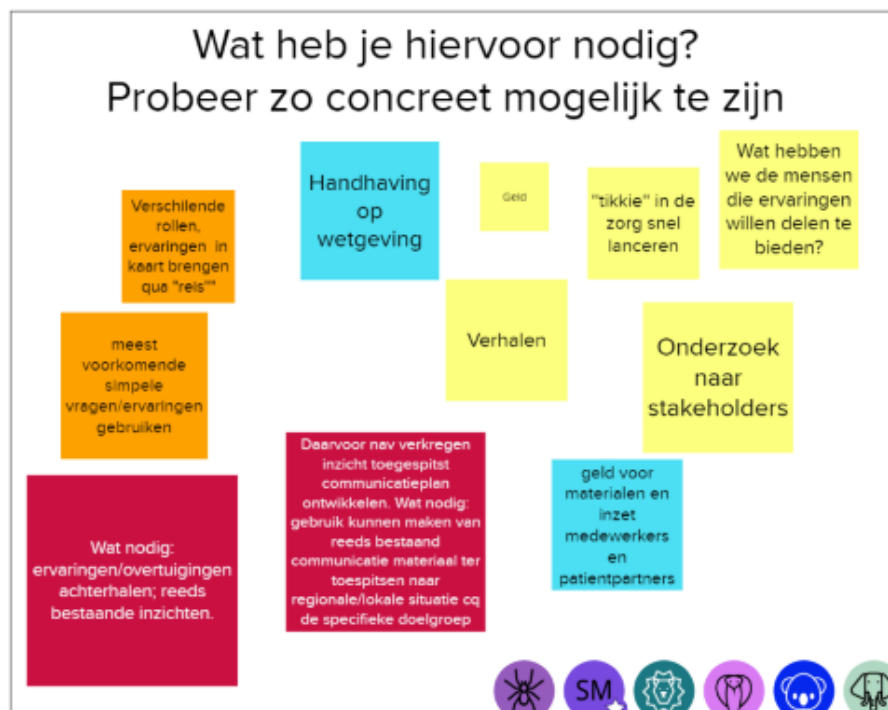 Wat heb je hiervoor nodig?
Probeer zo concreet mogelijk te zijn
Verschilende
rollen,
ervaringen in
kaart brengen
qua "reis""
Handhaving
op
wetgeving
Geld
"tikkie" in de
zorg snel
lanceren
Wat hebben
we de mensen
die ervaringen
willen delen te
bieden?
meest
voorkomende
simpele
vragen/ervaringen
gebruiken
Verhalen
Onderzoek
naar
stakeholders
Wat nodig:
ervaringen/overtuigingen
achterhalen; reeds
bestaande inzichten.
Daarvoor nav verkregen
inzicht toegespitst
communicatieplan
ontwikkelen. Wat nodig:
gebruik kunnen maken van
reeds bestaand
communicatie materiaal ter
toespitsen naar
regionale/lokale situatie cq
de specifieke doelgroep
geld voor
materialen en
inzet
medewerkers
en
patientpartners
SM